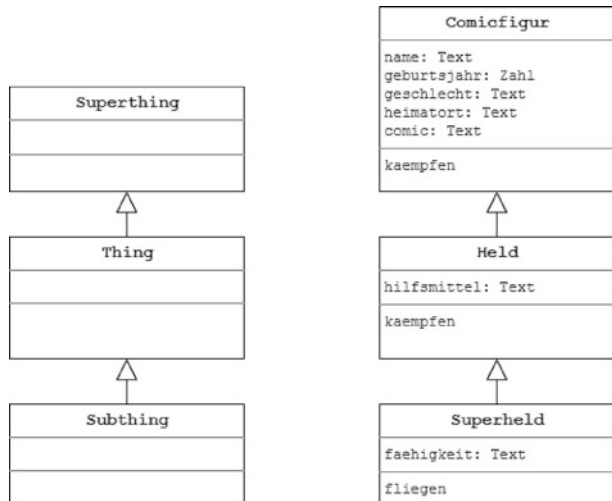 Superthing
Thing
Subthing
Comicfigur
name: Text
geburtsjahr: Zahl
geschlecht: Text
heimatort: Text
comic: Text
kaempfen
Held
hilfsmittel: Text
kaempfen
Superheld
faehigkeit: Text
fliegen